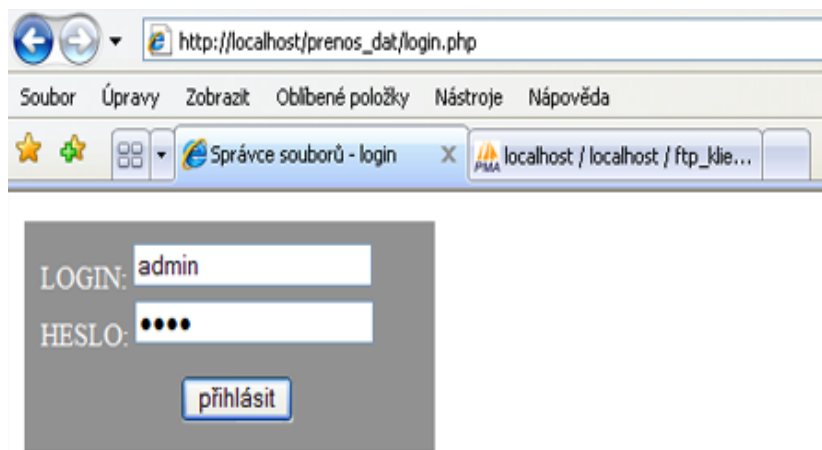 http://localhost/prenos_dat/login.php
Soubor Úpravy Zobrazit Oblíbené položky Nástroje Nápověda
Správce souborů - login X PMA localhost / localhost / ftp_klie...
LOGIN: admin
HESLO: ••••
přihlásit